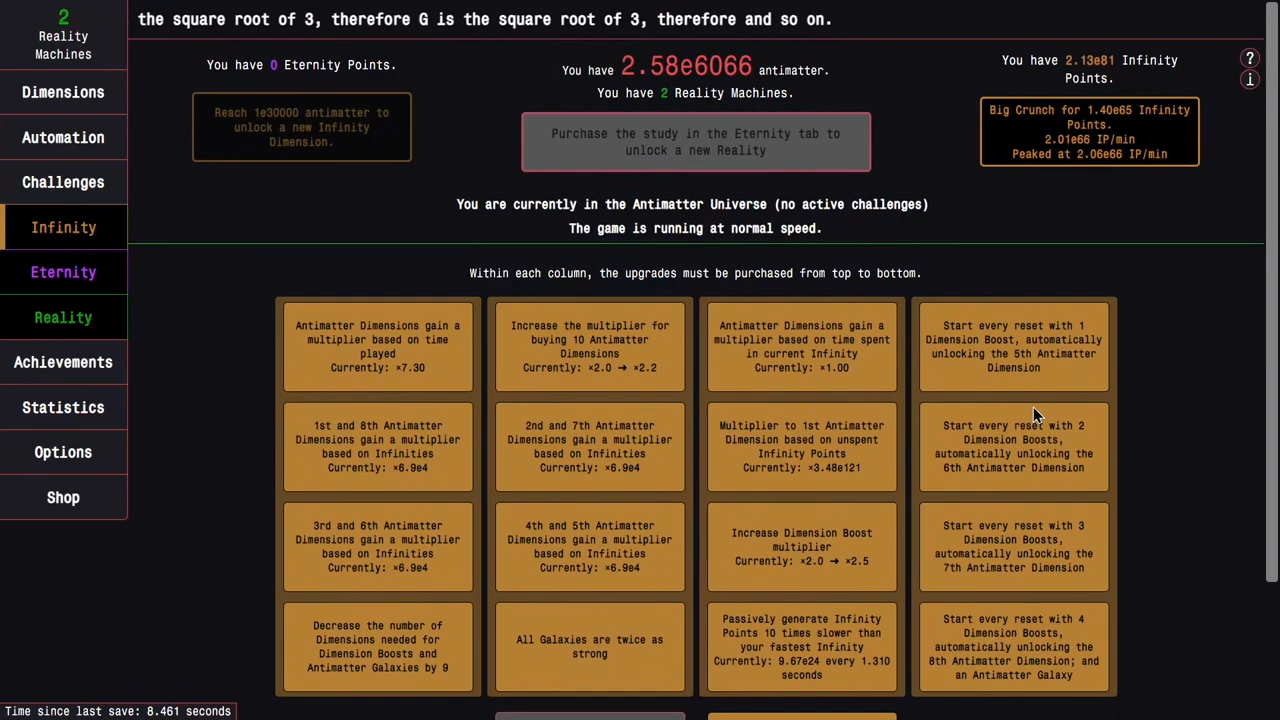 the square root of 3, therefore G is the square root of 3, therefore and so on.
2
Reality
Machines
Dimensions
Automation
Challenges
Infinity
Eternity
Reality
Achievements
Statistics
Options
Shop
You have 0 Eternity Points.
Reach 1e30000 antimatter to
unlock a new Infinity
Dimension.
You have 2.58e6066 antimatter.
You have 2 Reality Machines.
Purchase the study in the Eternity tab to
unlock a new Reality
You have 2.13e81 Infinity
Points.
Big Crunch for 1.40e65 Infinity
Points.
2.01e66 IP/min
Peaked at 2.06e66 IP/min
?
i
You are currently in the Antimatter Universe (no active challenges)
The game is running at normal speed.
Within each column, the upgrades must be purchased from top to bottom.
Antimatter Dimensions gain a
multiplier based on time
played
Currently: ×7.30
Increase the multiplier for
buying 10 Antimatter
Dimensions
Currently: ×2.0 ➜ ×2.2
Antimatter Dimensions gain a
multiplier based on time spent
in current Infinity
Currently: ×1.00
Start every reset with 1
Dimension Boost, automatically
unlocking the 5th Antimatter
Dimension
1st and 8th Antimatter
Dimensions gain a multiplier
based on Infinities
Currently: ×6.9e4
2nd and 7th Antimatter
Dimensions gain a multiplier
based on Infinities
Currently: ×6.9e4
Multiplier to 1st Antimatter
Dimension based on unspent
Infinity Points
Currently: ×3.48e121
Start every reset with 2
Dimension Boosts,
automatically unlocking the
6th Antimatter Dimension
3rd and 6th Antimatter
Dimensions gain a multiplier
based on Infinities
Currently: ×6.9e4
4th and 5th Antimatter
Dimensions gain a multiplier
based on Infinities
Currently: ×6.9e4
Increase Dimension Boost
multiplier
Currently: ×2.0 ➜ ×2.5
Start every reset with 3
Dimension Boosts,
automatically unlocking the
7th Antimatter Dimension
Decrease the number of
Dimensions needed for
Dimension Boosts and
Antimatter Galaxies by 9
All Galaxies are twice as
strong
Passively generate Infinity
Points 10 times slower than
your fastest Infinity
Currently: 9.67e24 every 1.310
seconds
Start every reset with 4
Dimension Boosts,
automatically unlocking the
8th Antimatter Dimension; and
an Antimatter Galaxy
Time since last save: 8.461 seconds